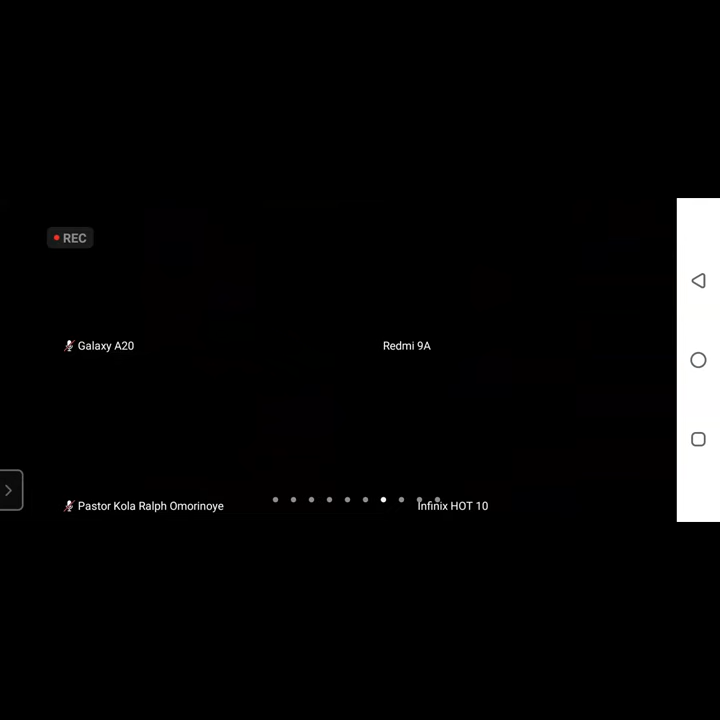 REC
Galaxy A20
Redmi 9A
Pastor Kola Ralph Omorinoye
Infinix HOT 10